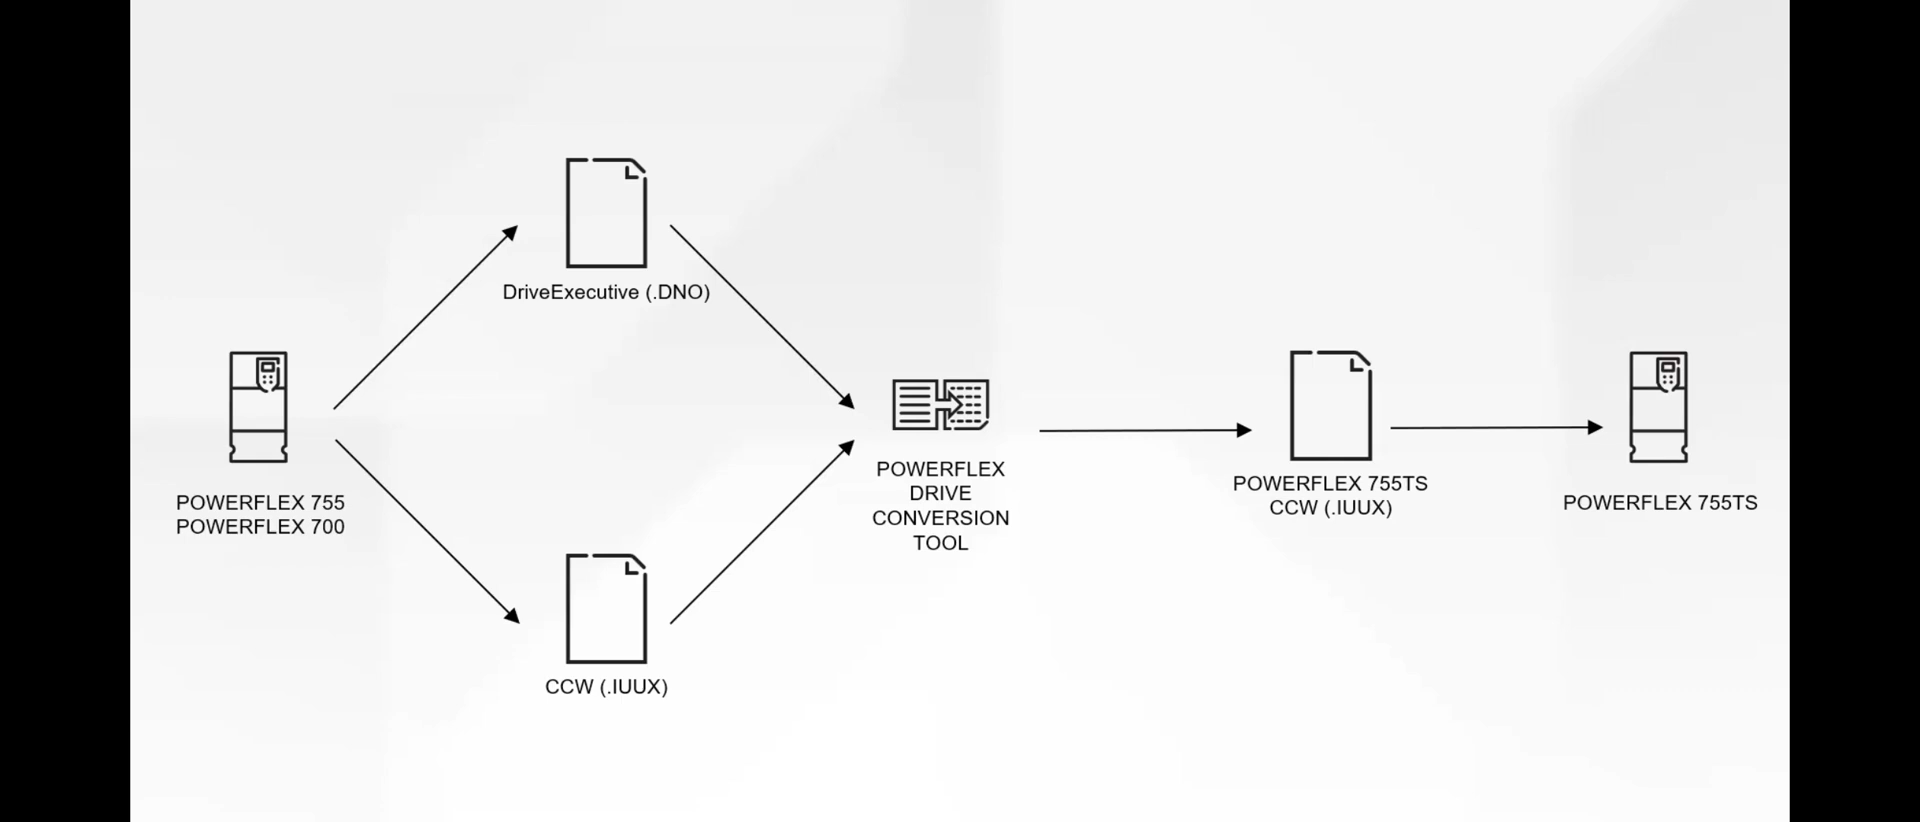 DriveExecutive (.DNO)
POWERFLEX 755
POWERFLEX 700
CCW (.IUUX)
POWERFLEX
DRIVE
CONVERSION
TOOL
POWERFLEX 755TS
CCW (.IUUX)
POWERFLEX 755TS